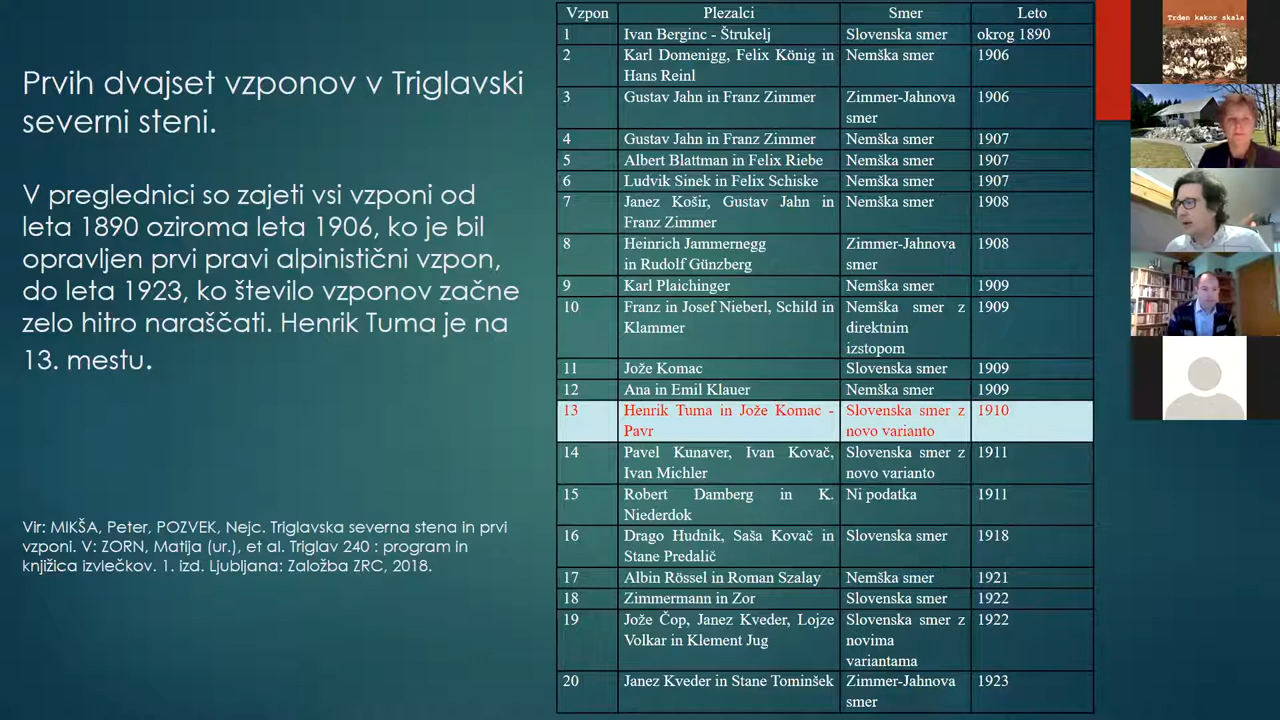 Prvih dvajset vzponov v Triglavski
severni steni.
V preglednici so zajeti vsi vzponi od
leta 1890 oziroma leta 1906, ko je bil
opravljen prvi pravi alpinistični vzpon,
do leta 1923, ko število vzponov začne
zelo hitro naraščati. Henrik Tuma je na
13. mestu.
Vir: MIKŠA, Peter, POZVEK, Nejc. Triglavska severna stena in prvi
vzponi. V: ZORN, Matija (ur.), et al. Triglav 240 : program in
knjižica izvlečkov. 1. izd. Ljubljana: Založba ZRC, 2018.
Vzpon Plezalci Smer Leto
1 Ivan Berginc - Štrukelj Slovenska smer okrog 1890
2 Karl Domenigg, Felix König in Nemška smer 1906
Hans Reinl
3 Gustav Jahn in Franz Zimmer Zimmer-Jahnova 1906
smer
4 Gustav Jahn in Franz Zimmer Nemška smer 1907
5 Albert Blattman in Felix Riebe Nemška smer 1907
6 Ludvik Sinek in Felix Schiske Nemška smer 1907
7 Janez Košir, Gustav Jahn in Nemška smer 1908
Franz Zimmer
8 Heinrich Jammernegg Zimmer-Jahnova 1908
in Rudolf Günzberg smer
9 Karl Plaichinger Nemška smer 1909
10 Franz in Josef Nieberl, Schild in Nemška smer z 1909
Klammer direktnim
izstopom
11 Jože Komac Slovenska smer 1909
12 Ana in Emil Klauer Nemška smer 1909
13 Henrik Tuma in Jože Komac - Slovenska smer z 1910
Pavr novo varianto
14 Pavel Kunaver, Ivan Kovač, Slovenska smer z 1911
Ivan Michler novo varianto
15 Robert Damberg in K. Ni podatka 1911
Niederdok
16 Drago Hudnik, Saša Kovač in Slovenska smer 1918
Stane Predalič
17 Albin Rössel in Roman Szalay Nemška smer 1921
18 Zimmermann in Zor Slovenska smer 1922
19 Jože Čop, Janez Kveder, Lojze Slovenska smer z 1922
Volkar in Klement Jug novima
variantama
20 Janez Kveder in Stane Tominšek Zimmer-Jahnova 1923
smer
Trden kakor skala